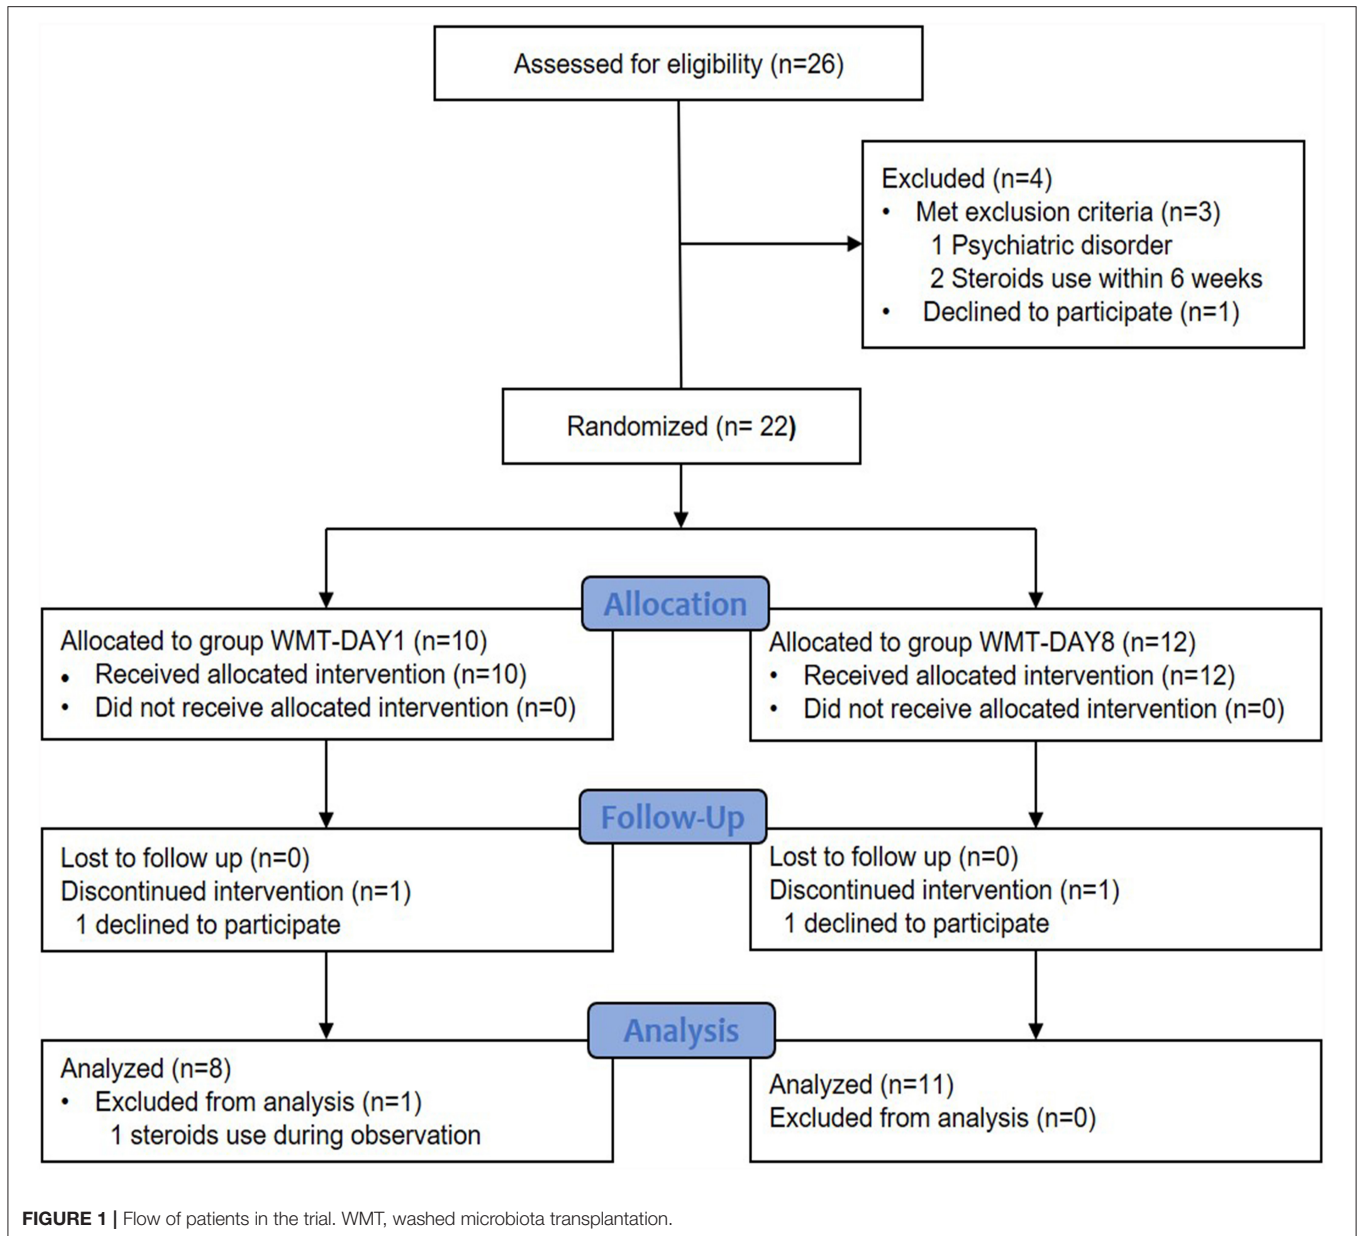 Assessed for eligibility (n=26)
Excluded (n=4)
• Met exclusion criteria (n=3)
1 Psychiatric disorder
2 Steroids use within 6 weeks
• Declined to participate (n=1)
Randomized (n= 22)
Allocation
Allocated to group WMT-DAY1 (n=10)
• Received allocated intervention (n=10)
• Did not receive allocated intervention (n=0)
Allocated to group WMT-DAY8 (n=12)
• Received allocated intervention (n=12)
• Did not receive allocated intervention (n=0)
Follow-Up
Lost to follow up (n=0)
Discontinued intervention (n=1)
1 declined to participate
Lost to follow up (n=0)
Discontinued intervention (n=1)
1 declined to participate
Analysis
Analyzed (n=8)
• Excluded from analysis (n=1)
1 steroids use during observation
Analyzed (n=11)
Excluded from analysis (n=0)
FIGURE 1 | Flow of patients in the trial. WMT, washed microbiota transplantation.